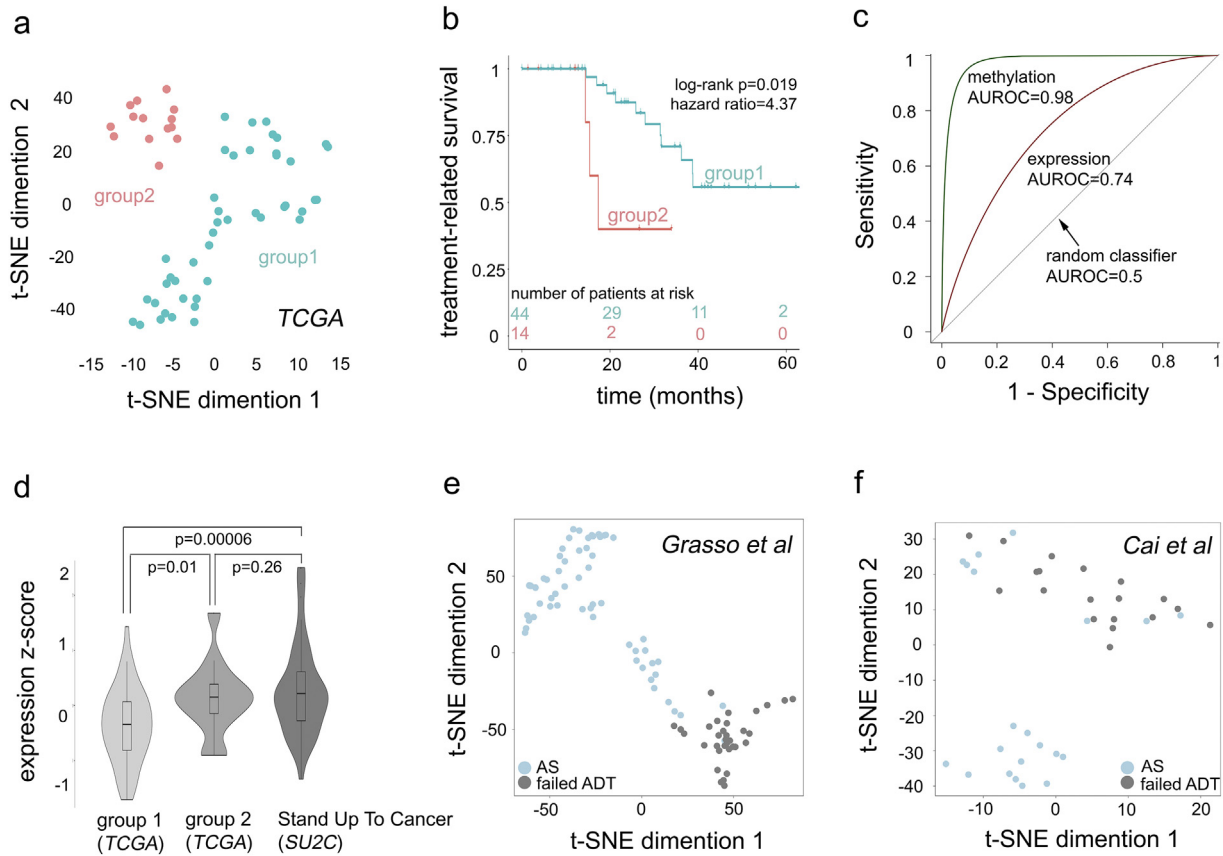 a
t-SNE dimention 2
40
20
0
-20
-40
group2
group1
TCGA
-15
-10
-5
0
5
10
15
t-SNE dimention 1
b
treatment-related survival
1
0.75
0.5
0.25
0
log-rank p=0.019
hazard ratio=4.37
group1
group2
number of patients at risk
44 29 11 2
14 2 0 0
0 20 40 60
time (months)
c
Sensitivity
1
0.8
0.6
0.4
0.2
0
methylation
AUROC=0.98
expression
AUROC=0.74
random classifier
AUROC=0.5
0 0.2 0.4 0.6 0.8 1
1 - Specificity
d
expression z-score
2
1
0
-1
p=0.00006
p=0.01
p=0.26
group 1
(TCGA)
group 2
(TCGA)
Stand Up To Cancer
(SU2C)
e
t-SNE dimention 2
50
0
-50
Grasso et al
AS
failed ADT
-50 0 50
t-SNE dimention 1
f
t-SNE dimention 2
30
20
10
0
-10
-20
-30
-40
Cai et al
AS
failed ADT
-10 0 10 20
t-SNE dimention 1